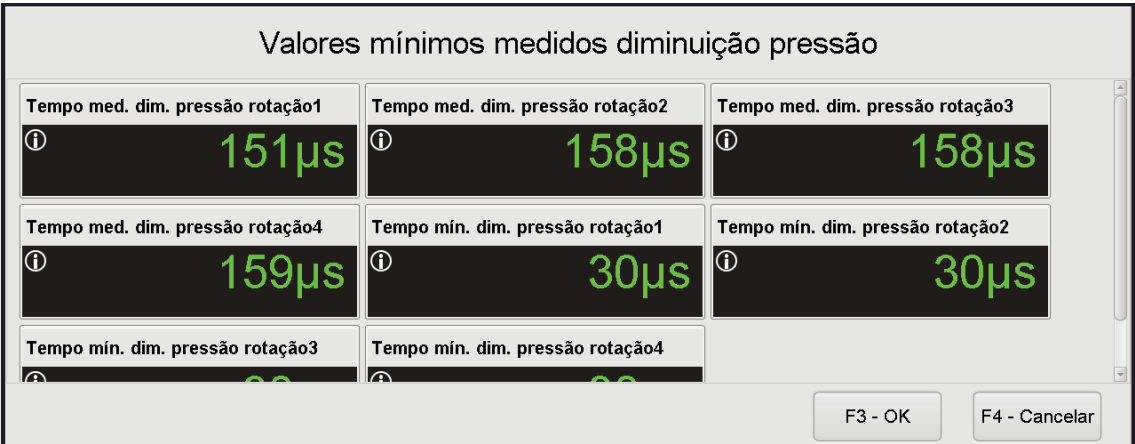 Valores mínimos medidos diminuição pressão
Tempo med. dim. pressão rotação1
Tempo med. dim. pressão rotação2
Tempo med. dim. pressão rotação3
151µs
158µs
158µs
Tempo med. dim. pressão rotação4
Tempo mín. dim. pressão rotação1
Tempo mín. dim. pressão rotação2
159µs
30µs
30µs
Tempo mín. dim. pressão rotação3
Tempo mín. dim. pressão rotação4
F3 - OK
F4 - Cancelar